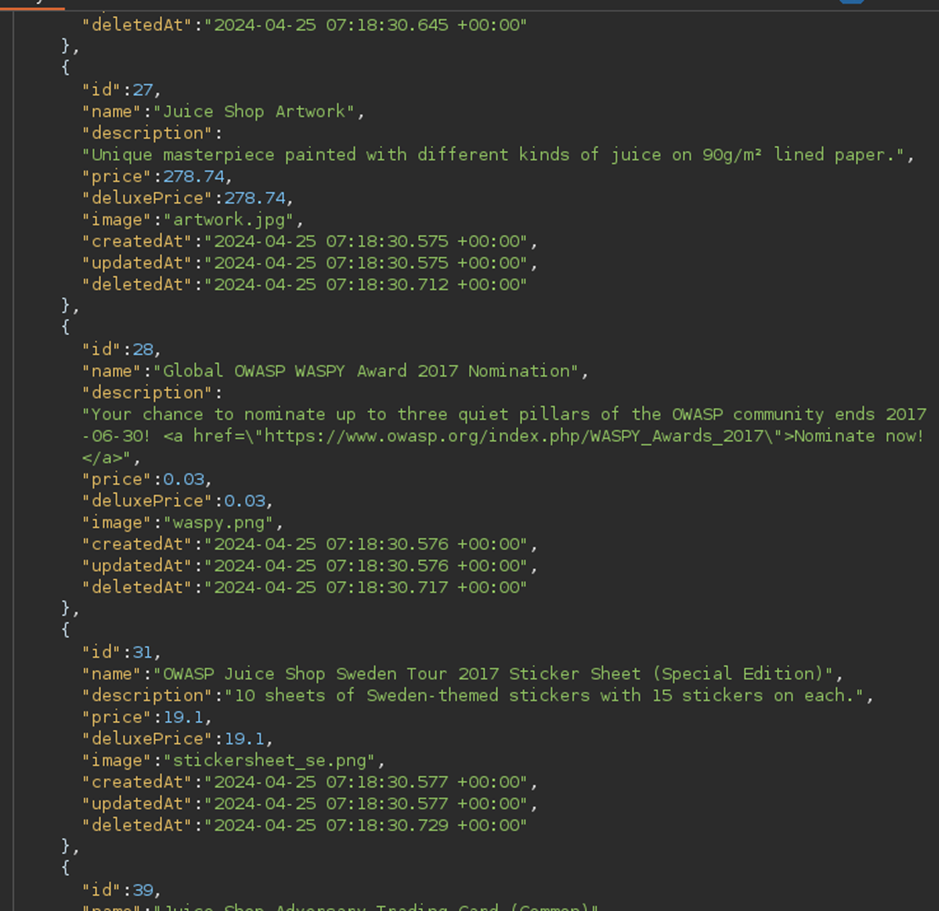 "deletedAt":"2024-04-25 07:18:30.645 +00:00"
},
{
"id":27,
"name":"Juice Shop Artwork",
"description":
"Unique masterpiece painted with different kinds of juice on 90g/m² lined paper.",
"price":278.74,
"deluxePrice":278.74,
"image":"artwork.jpg",
"createdAt":"2024-04-25 07:18:30.575 +00:00",
"updatedAt":"2024-04-25 07:18:30.575 +00:00",
"deletedAt":"2024-04-25 07:18:30.712 +00:00"
},
{
"id":28,
"name":"Global OWASP WASPY Award 2017 Nomination",
"description":
"Your chance to nominate up to three quiet pillars of the OWASP community ends 2017
-06-30! <a href=\"https://www.owasp.org/index.php/WASPY_Awards_2017\">Nominate now!
</a>",
"price":0.03,
"deluxePrice":0.03,
"image":"waspy.png",
"createdAt":"2024-04-25 07:18:30.576 +00:00",
"updatedAt":"2024-04-25 07:18:30.576 +00:00",
"deletedAt":"2024-04-25 07:18:30.717 +00:00"
},
{
"id":31,
"name":"OWASP Juice Shop Sweden Tour 2017 Sticker Sheet (Special Edition)",
"description":"10 sheets of Sweden-themed stickers with 15 stickers on each.",
"price":19.1,
"deluxePrice":19.1,
"image":"stickersheet_se.png",
"createdAt":"2024-04-25 07:18:30.577 +00:00",
"updatedAt":"2024-04-25 07:18:30.577 +00:00",
"deletedAt":"2024-04-25 07:18:30.729 +00:00"
},
{
"id":39,
"name":"Juice Shop Adversary Trading Card (Common)"